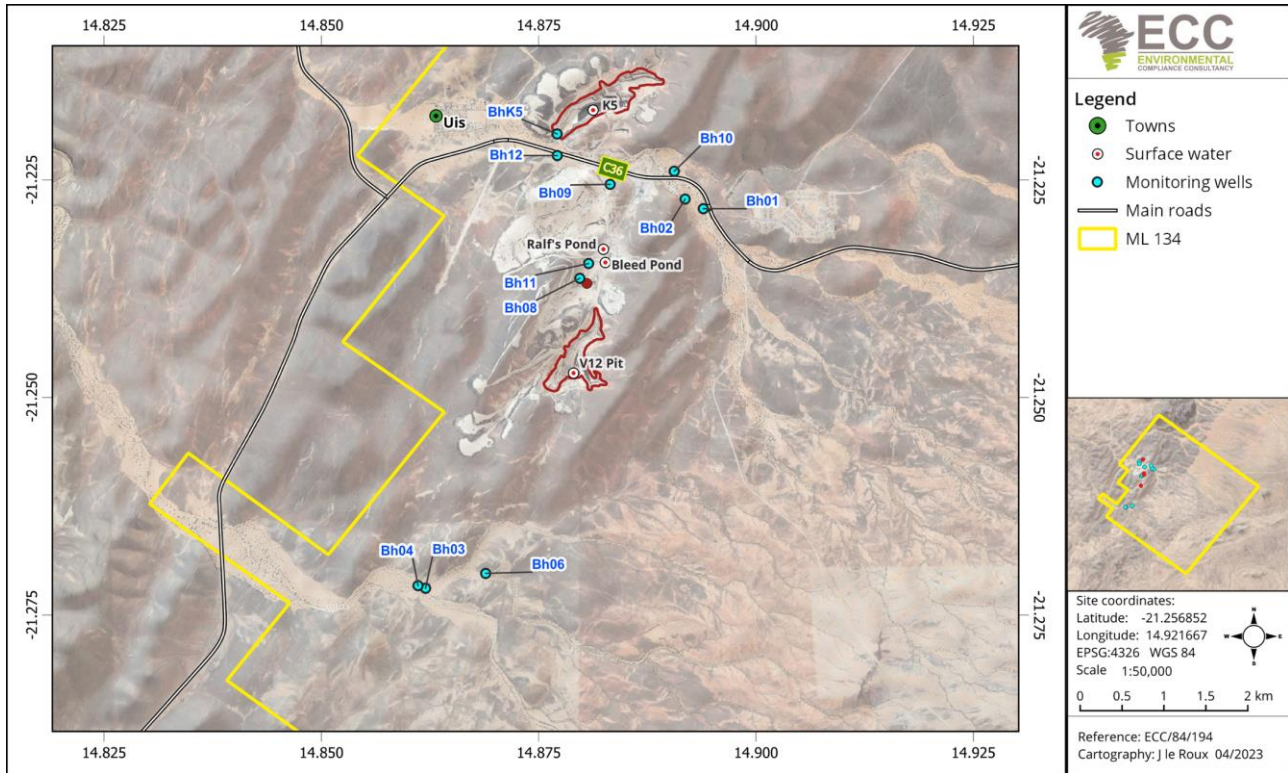 14.825
14.850
14.875
14.900
14.925
-21.225
-21.250
-21.275
-21.225
-21.250
-21.275
K5
BhK5
Uis
Bh10
Bh12
C36
Bh09
Bh01
Bh02
Ralf's Pond
Bleed Pond
Bh11
Bh08
V12 Pit
Bh04
Bh03
Bh06
14.825
14.850
14.875
14.900
14.925
ECC
ENVIRONMENTAL
COMPLIANCE CONSULTANCY
Legend
Towns
Surface water
Monitoring wells
Main roads
ML 134
Site coordinates:
Latitude: -21.256852
Longitude: 14.921667
EPSG:4326 WGS 84
Scale 1:50,000
N
W
E
S
0 0.5 1 1.5 2 km
Reference: ECC/84/194
Cartography: J le Roux 04/2023